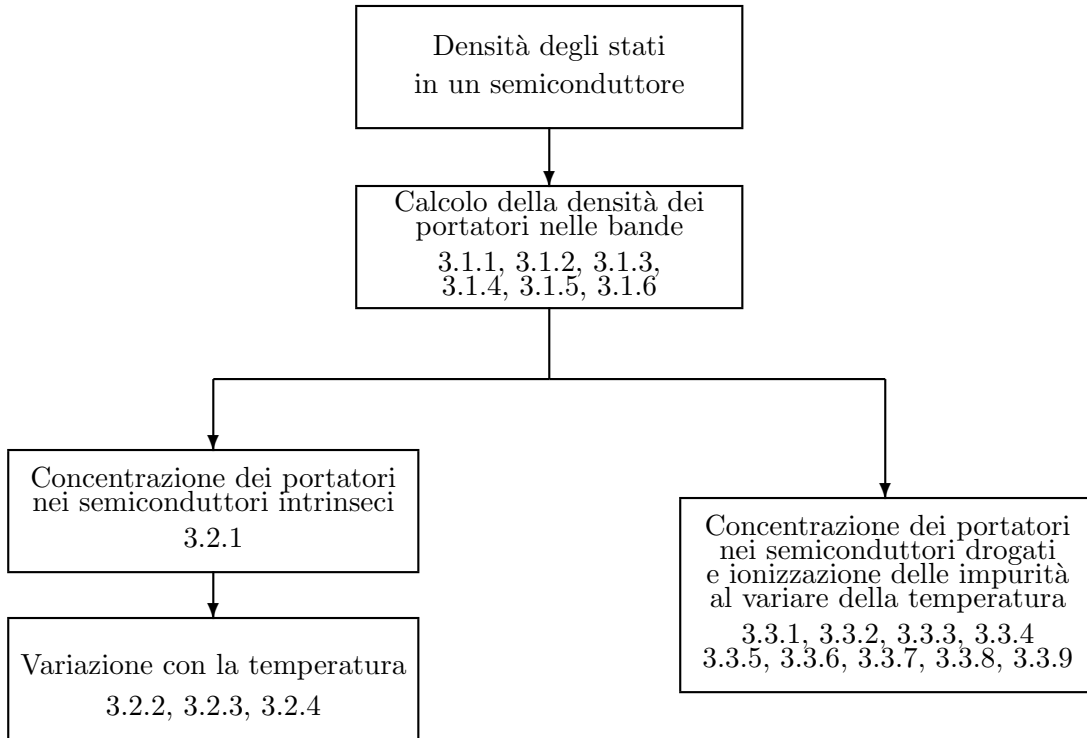 Densità degli stati
in un semiconduttore
Calcolo della densità dei
portatori nelle bande
3.1.1, 3.1.2, 3.1.3,
3.1.4, 3.1.5, 3.1.6
Concentrazione dei portatori
nei semiconduttori intrinseci
3.2.1
Variazione con la temperatura
3.2.2, 3.2.3, 3.2.4
Concentrazione dei portatori
nei semiconduttori drogati
e ionizzazione delle impurità
al variare della temperatura
3.3.1, 3.3.2, 3.3.3, 3.3.4
3.3.5, 3.3.6, 3.3.7, 3.3.8, 3.3.9